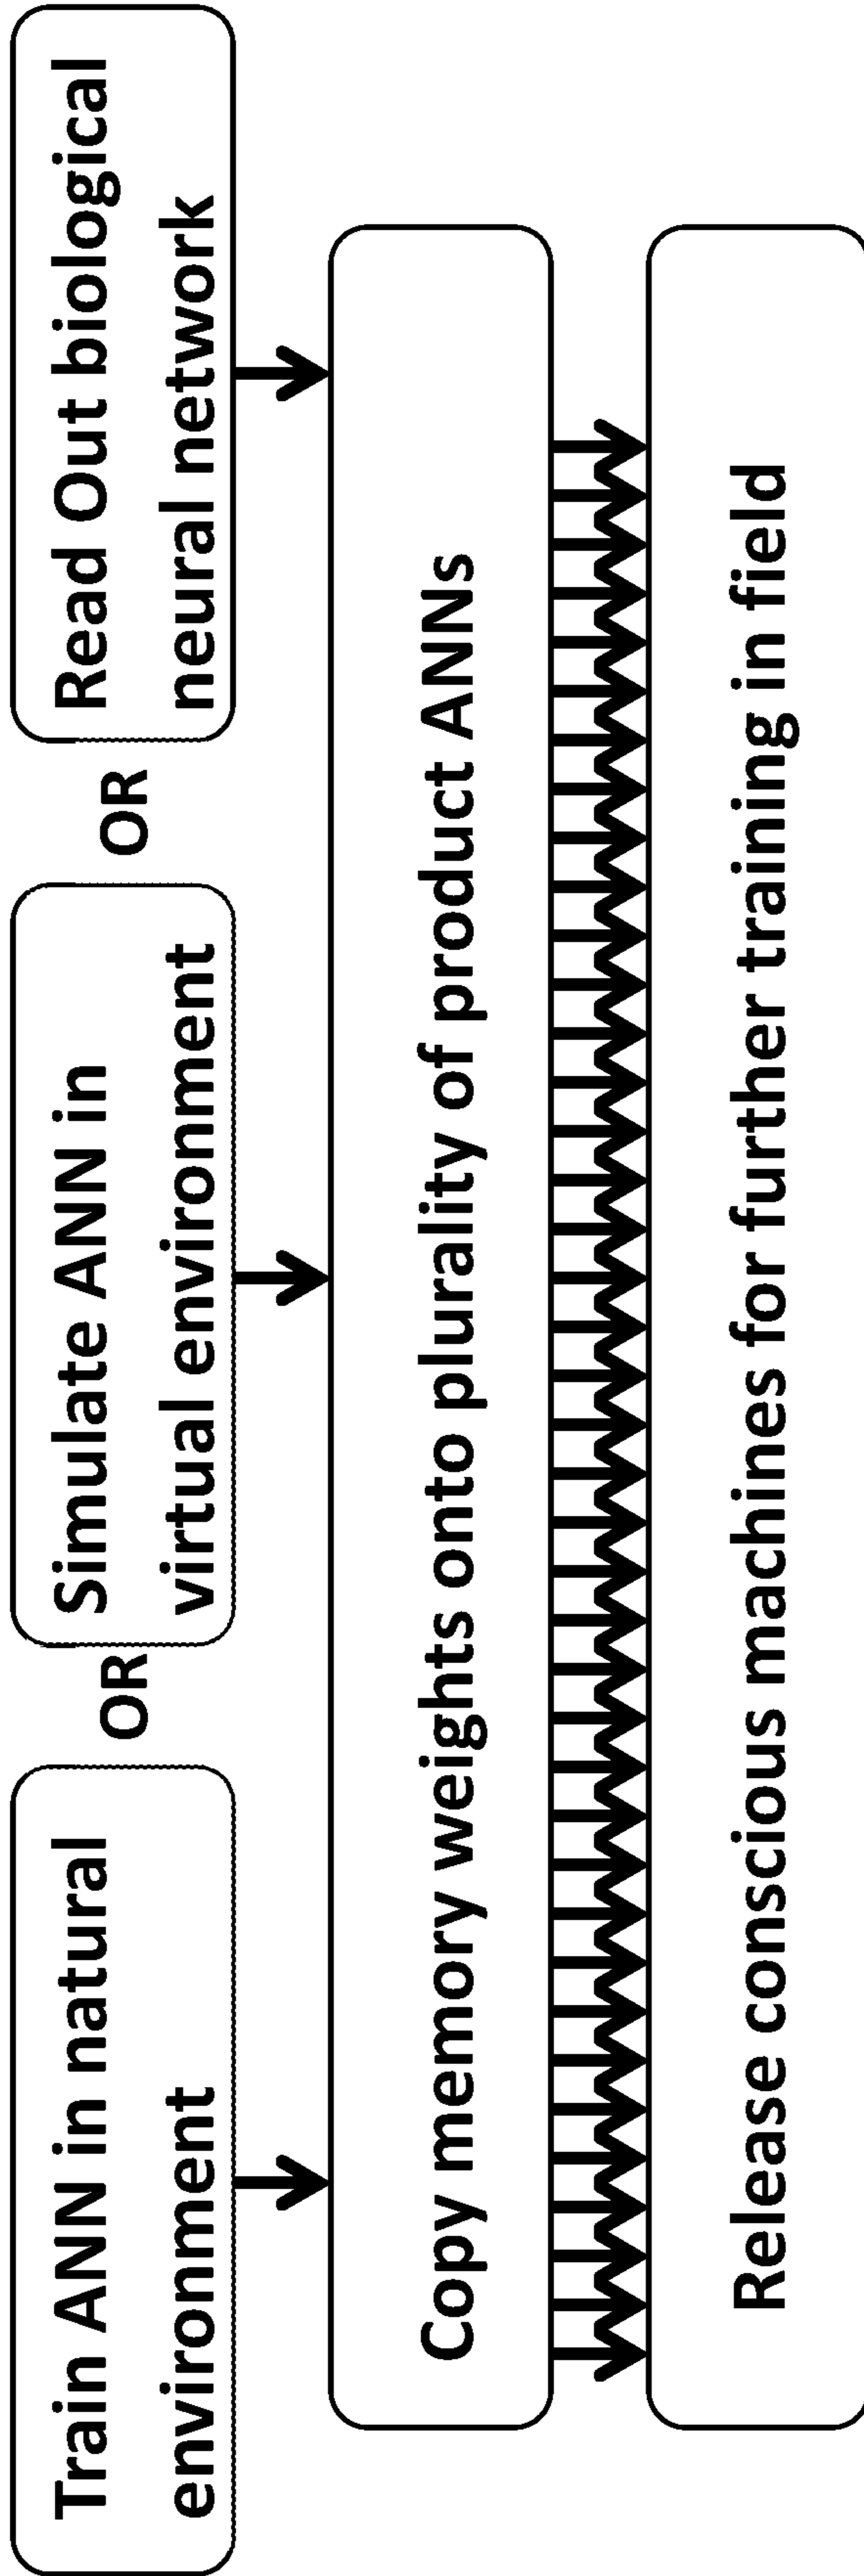 Train ANN in natural
environment
OR
Simulate ANN in
virtual environment
OR
Read Out biological
neural network
Copy memory weights onto plurality of product ANNs
Release conscious machines for further training in field